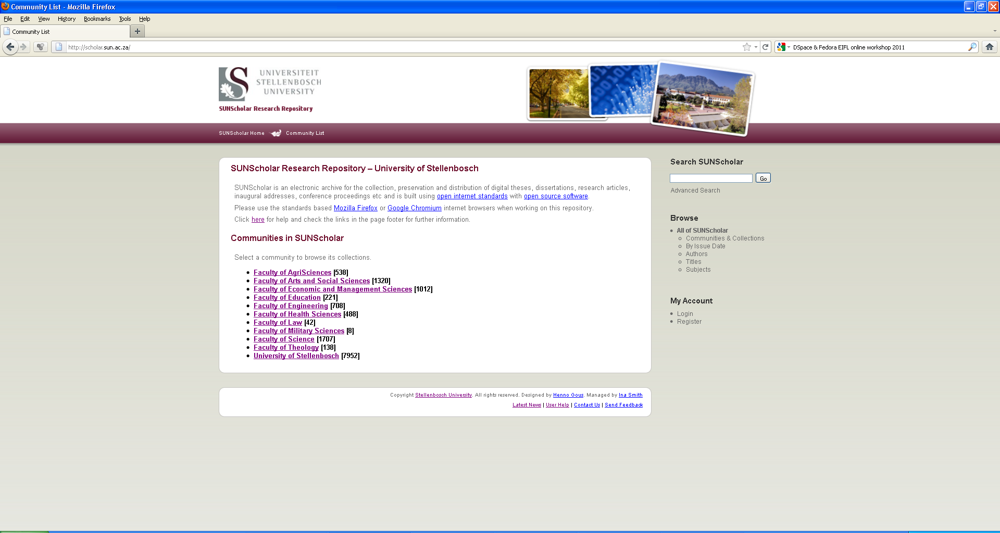 Community List - Mozilla Firefox
File Edit View History Bookmarks Tools Help
Community List
http://scholar.sun.ac.za/
DSpace & Fedora EIFL online workshop 2011
UNIVERSITEIT
STELLENBOSCH
UNIVERSITY
SUNScholar Research Repository
SUNScholar Home Community List
SUNScholar Research Repository – University of Stellenbosch
SUNScholar is an electronic archive for the collection, preservation and distribution of digital theses, dissertations, research articles,
inaugural addresses, conference proceedings etc and is built using open internet standards with open source software.
Please use the standards based Mozilla Firefox or Google Chromium internet browsers when working on this repository.
Click here for help and check the links in the page footer for further information.
Communities in SUNScholar
Select a community to browse its collections.
Faculty of AgriSciences [538]
Faculty of Arts and Social Sciences [1320]
Faculty of Economic and Management Sciences [1012]
Faculty of Education [221]
Faculty of Engineering [708]
Faculty of Health Sciences [488]
Faculty of Law [42]
Faculty of Military Sciences [8]
Faculty of Science [1707]
Faculty of Theology [138]
University of Stellenbosch [7952]
Copyright Stellenbosch University. All rights reserved. Designed by Henno Gous. Managed by Ina Smith
Latest News | User Help | Contact Us | Send Feedback
Search SUNScholar
Go
Advanced Search
Browse
All of SUNScholar
Communities & Collections
By Issue Date
Authors
Titles
Subjects
My Account
Login
Register